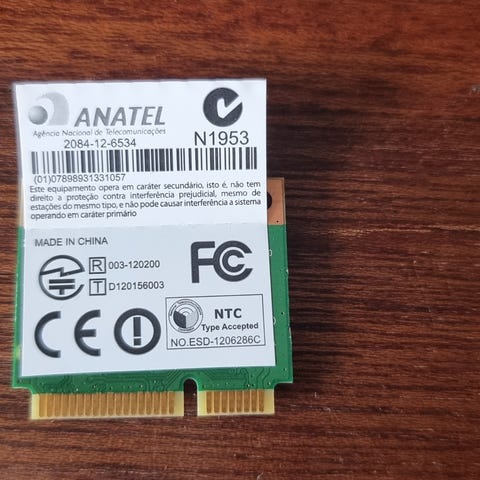 ANATEL
Agência Nacional de Telecomunicações
2084-12-6534
N1953
(01)07898931331057
Este equipamento opera em caráter secundário, isto é, não tem
direito a proteção contra interferência prejudicial, mesmo de
estações do mesmo tipo, e não pode causar interferência a sistema
operando em caráter primário
MADE IN CHINA
R 003-120200
T D120156003
FC
CE
NTC
Type Accepted
NO.ESD-1206286C